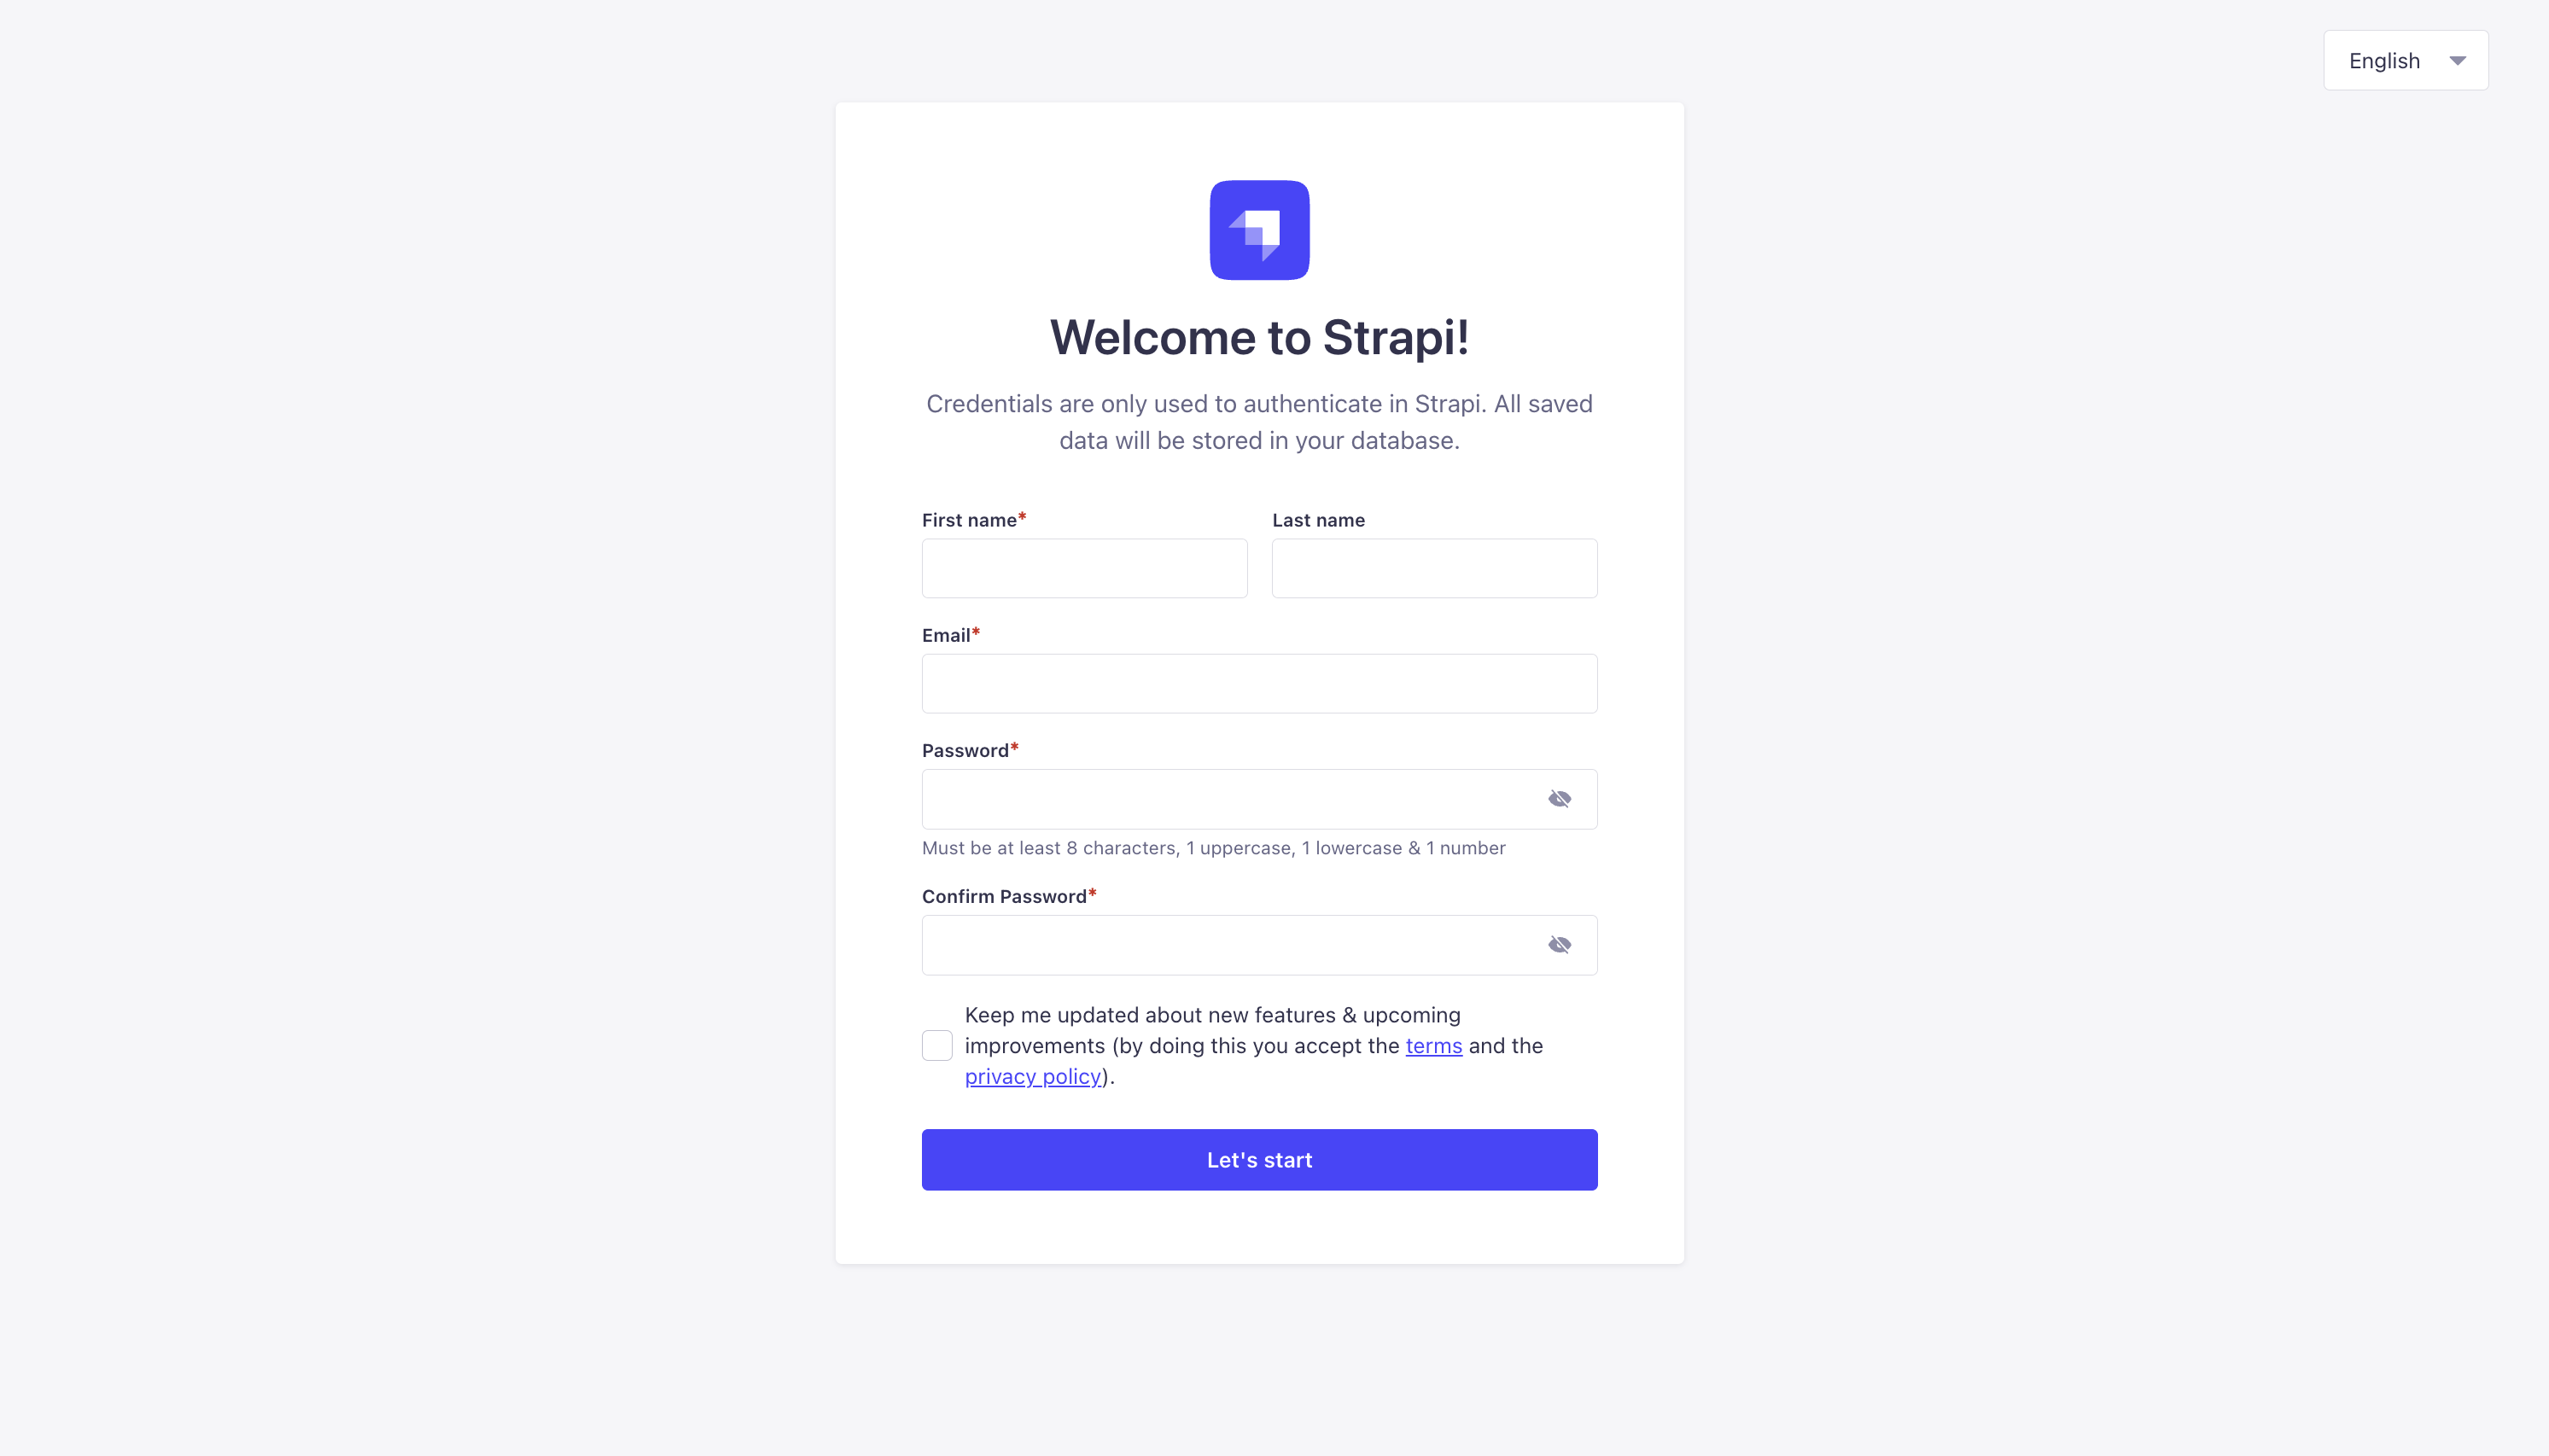 English
Welcome to Strapi!
Credentials are only used to authenticate in Strapi. All saved
data will be stored in your database.
First name*
Last name
Email*
Password*
Must be at least 8 characters, 1 uppercase, 1 lowercase & 1 number
Confirm Password*
Keep me updated about new features & upcoming
improvements (by doing this you accept the terms and the
privacy policy).
Let's start